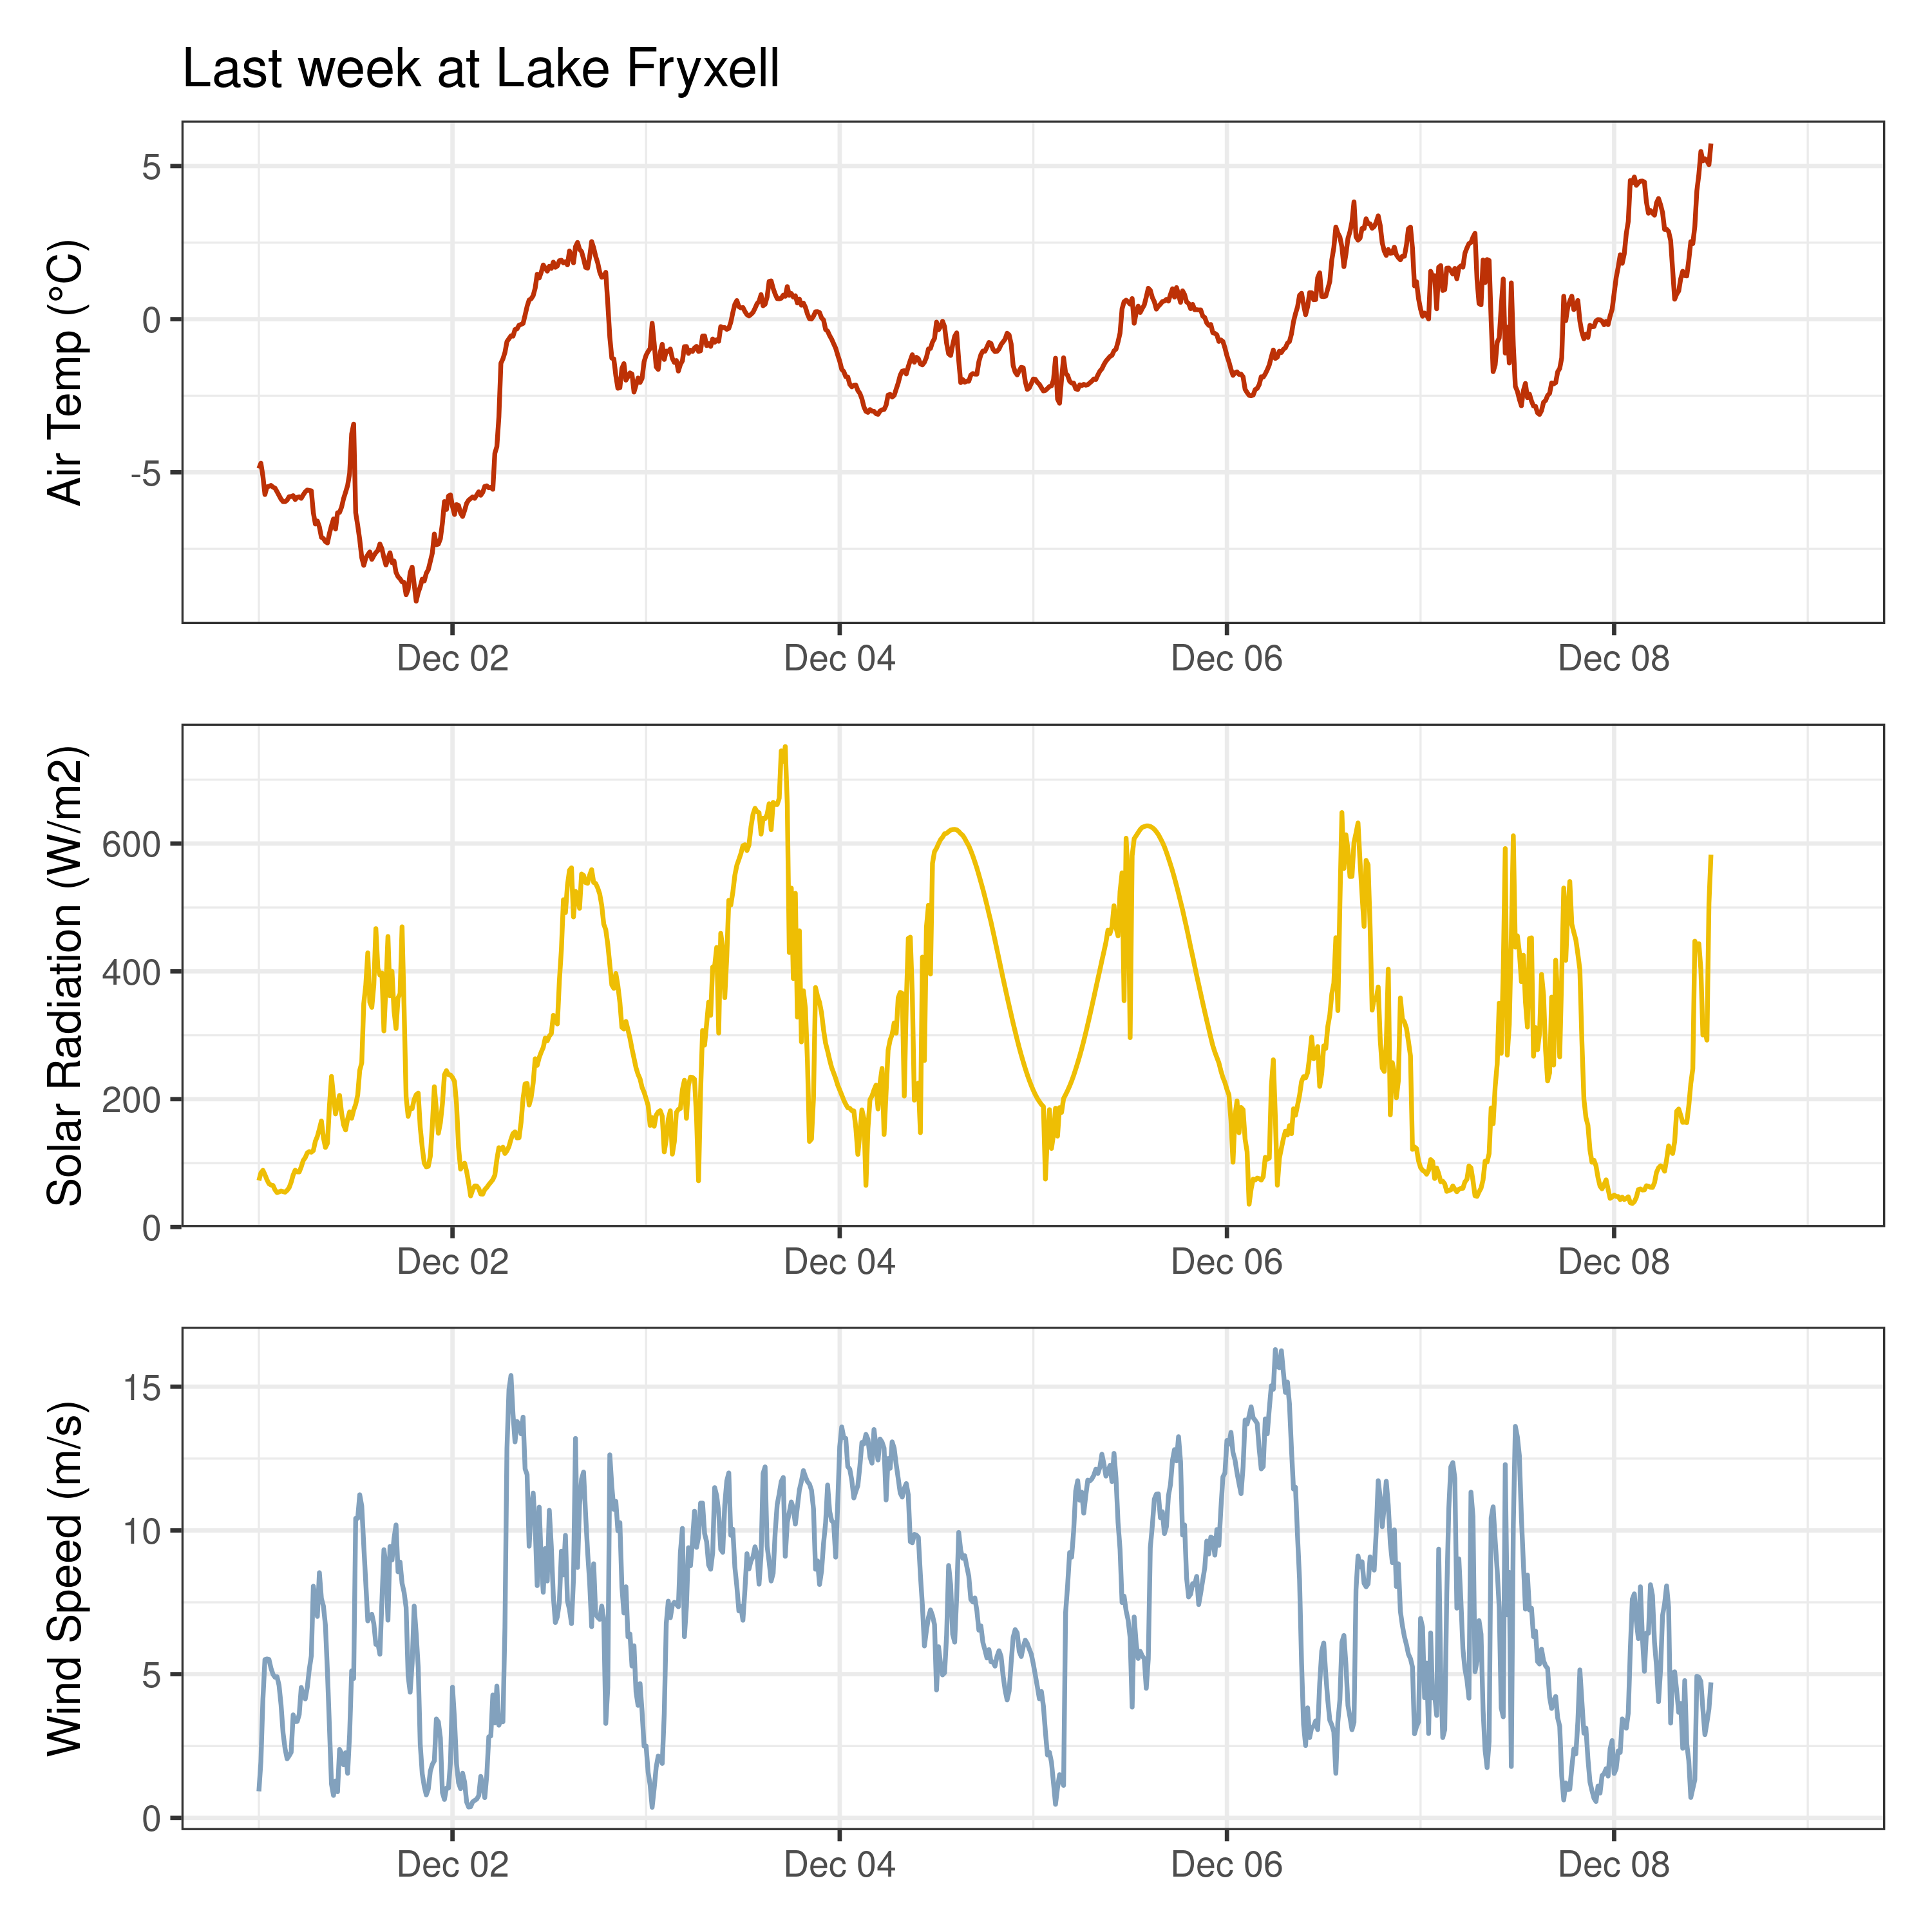 Last week at Lake Fryxell
Air Temp (°C)
5
0
-5
Dec 02 Dec 04 Dec 06 Dec 08
Solar Radiation (W/m2)
600
400
200
0
Dec 02 Dec 04 Dec 06 Dec 08
Wind Speed (m/s)
15
10
5
0
Dec 02 Dec 04 Dec 06 Dec 08